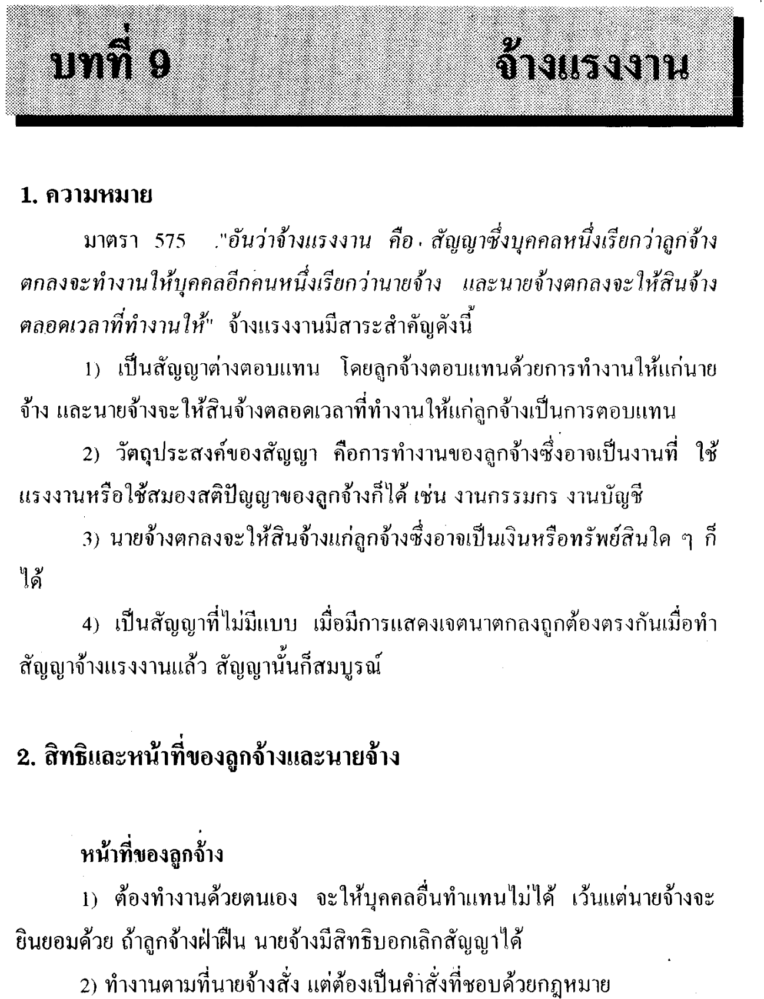 บทที่ 9 จ้างแรงงาน
1. ความหมาย
มาตรา 575 "อันว่าจ้างแรงงาน คือ สัญญาซึ่งบุคคลหนึ่งเรียกว่าลูกจ้าง
ตกลงจะทำงานให้บุคคลอีกคนหนึ่งเรียกว่านายจ้าง และนายจ้างตกลงจะให้สินจ้าง
ตลอดเวลาที่ทำงานให้" จ้างแรงงานมีสาระสำคัญดังนี้
1) เป็นสัญญาต่างตอบแทน โดยลูกจ้างตอบแทนด้วยการทำงานให้แก่นาย
จ้าง และนายจ้างจะให้สินจ้างตลอดเวลาที่ทำงานให้แก่ลูกจ้างเป็นการตอบแทน
2) วัตถุประสงค์ของสัญญา คือการทำงานของลูกจ้างซึ่งอาจเป็นงานที่ ใช้
แรงงานหรือใช้สมองสติปัญญาของลูกจ้างก็ได้ เช่น งานกรรมกร งานบัญชี
3) นายจ้างตกลงจะให้สินจ้างแก่ลูกจ้างซึ่งอาจเป็นเงินหรือทรัพย์สินใด ๆ ก็
ได้
4) เป็นสัญญาที่ไม่มีแบบ เมื่อมีการแสดงเจตนาตกลงถูกต้องตรงกันเมื่อทำ
สัญญาจ้างแรงงานแล้ว สัญญานั้นก็สมบูรณ์
2. สิทธิและหน้าที่ของลูกจ้างและนายจ้าง
หน้าที่ของลูกจ้าง
1) ต้องทำงานด้วยตนเอง จะให้บุคคลอื่นทำแทนไม่ได้ เว้นแต่นายจ้างจะ
ยินยอมด้วย ถ้าลูกจ้างฝ่าฝืน นายจ้างมีสิทธิบอกเลิกสัญญาได้
2) ทำงานตามที่นายจ้างสั่ง แต่ต้องเป็นคำสั่งที่ชอบด้วยกฎหมาย